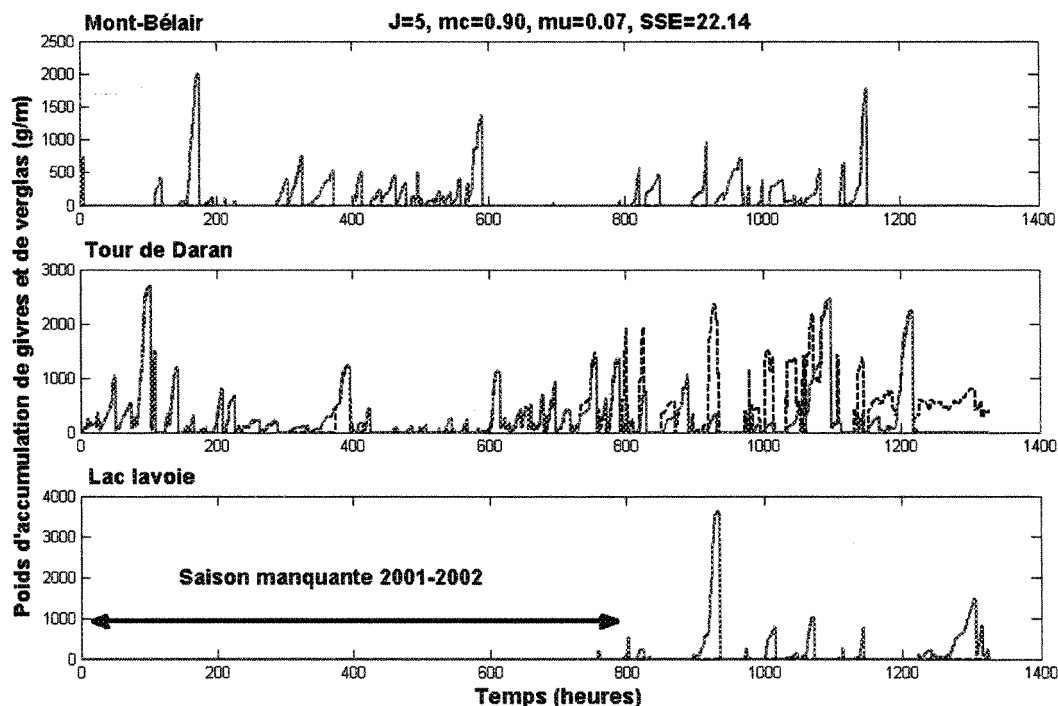 Mont-Bélair
J=5, mc=0.90, mu=0.07, SSE=22.14
2500
2000
1500
1000
500
0
0 200 400 600 800 1000 1200 1400
Tour de Daran
3000
2000
1000
0
0 200 400 600 800 1000 1200 1400
Lac lavoie
4000
3000
2000
1000
0
Saison manquante 2001-2002
0 200 400 600 800 1000 1200 1400
Temps (heures)
Poids d'accumulation de givres et de verglas (g/m)